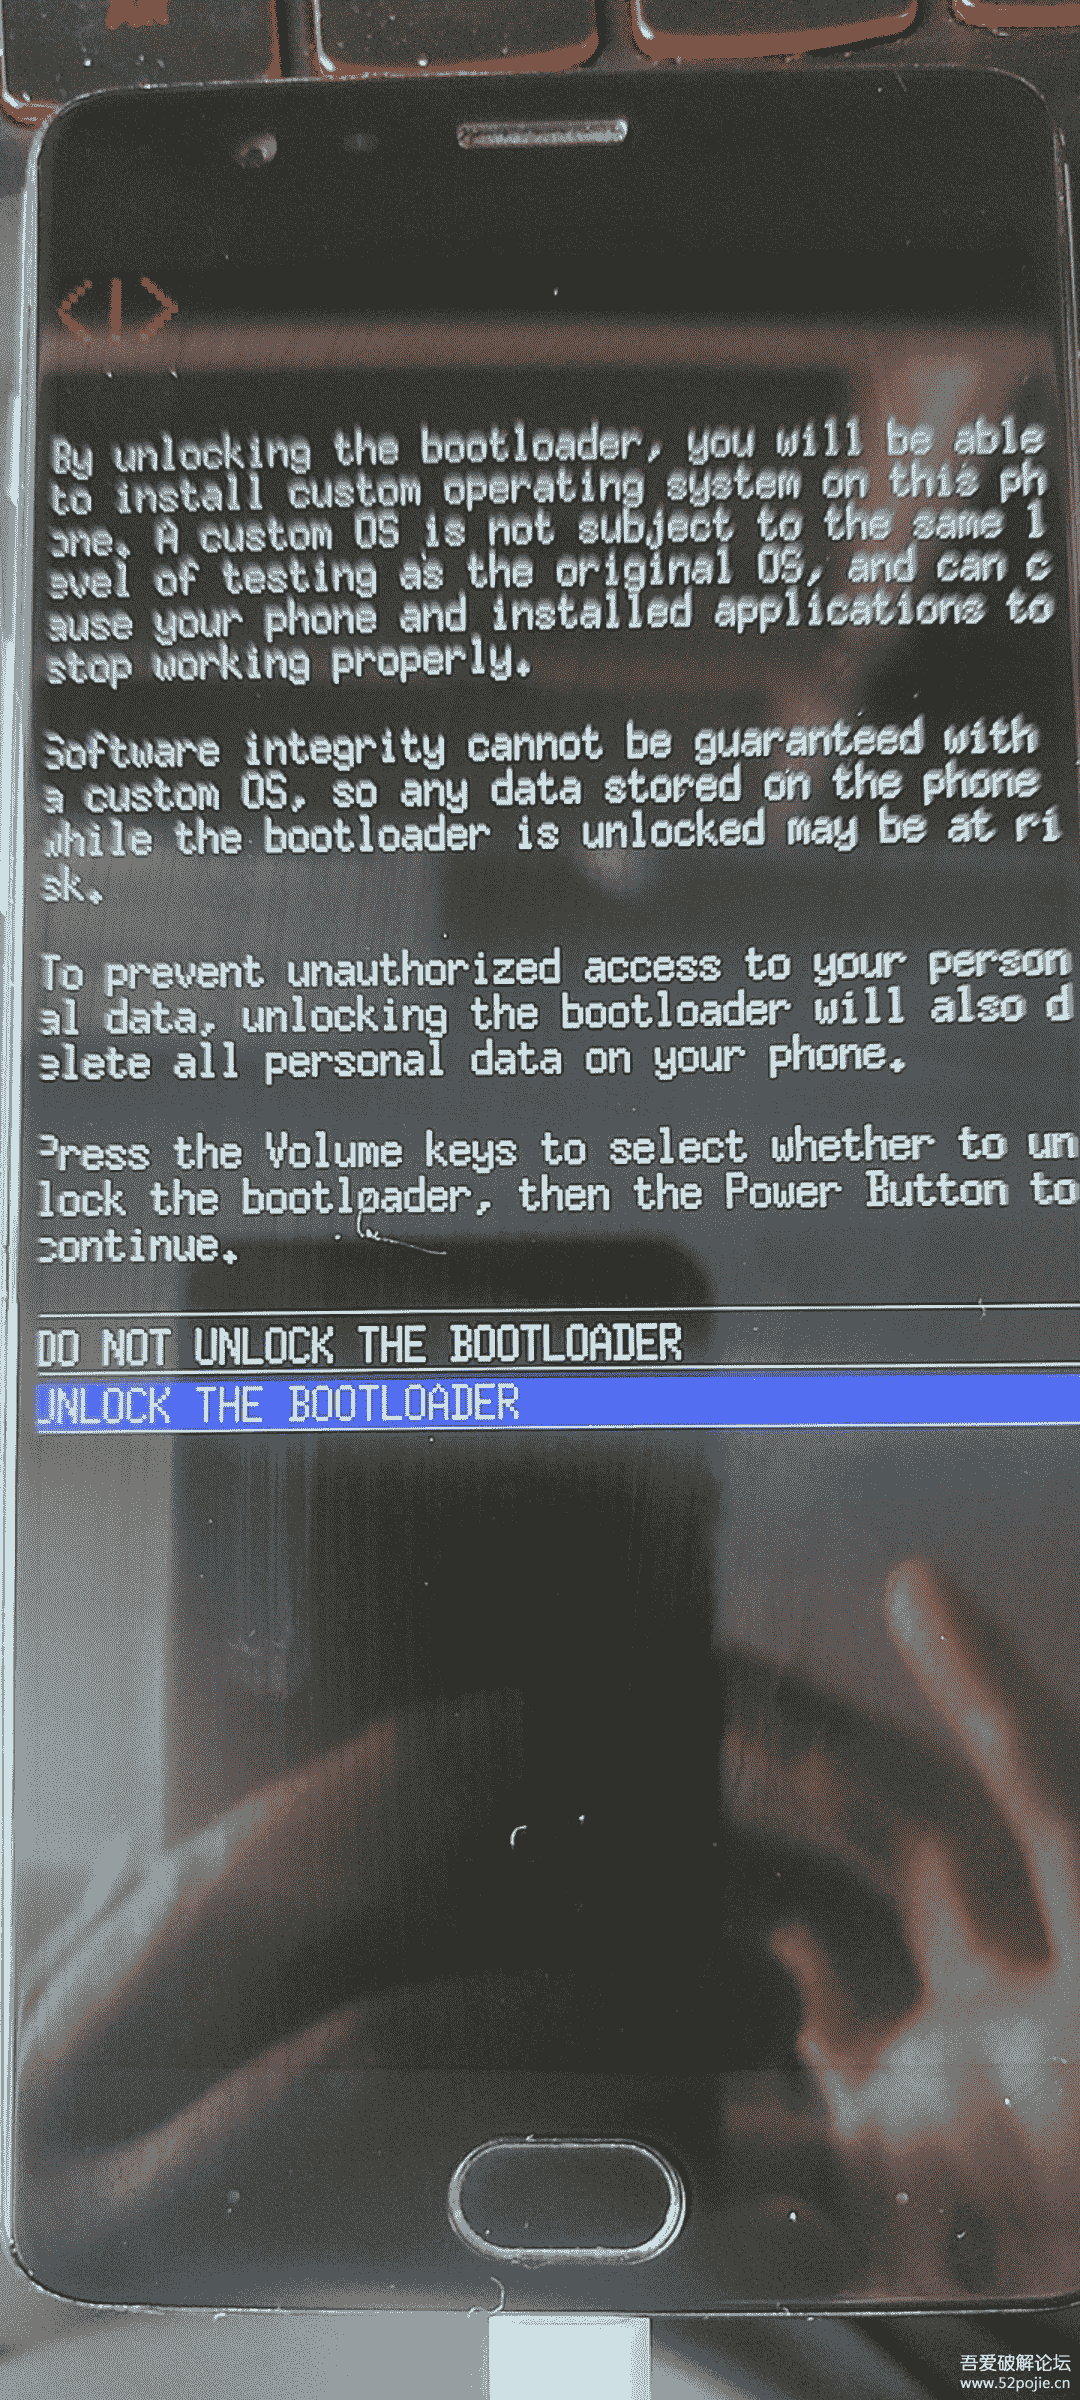 <|>
By unlocking the bootloader, you will be able
to install custom operating system on this ph
one. A custom OS is not subject to the same l
evel of testing as the original OS, and can c
ause your phone and installed applications to
stop working properly.
Software integrity cannot be guaranteed with
a custom OS, so any data stored on the phone
while the bootloader is unlocked may be at ri
sk.
To prevent unauthorized access to your person
al data, unlocking the bootloader will also d
elete all personal data on your phone.
Press the Volume keys to select whether to un
lock the bootloader, then the Power Button to
continue.
DO NOT UNLOCK THE BOOTLOADER
UNLOCK THE BOOTLOADER
吾爱破解论坛
www.52pojie.cn